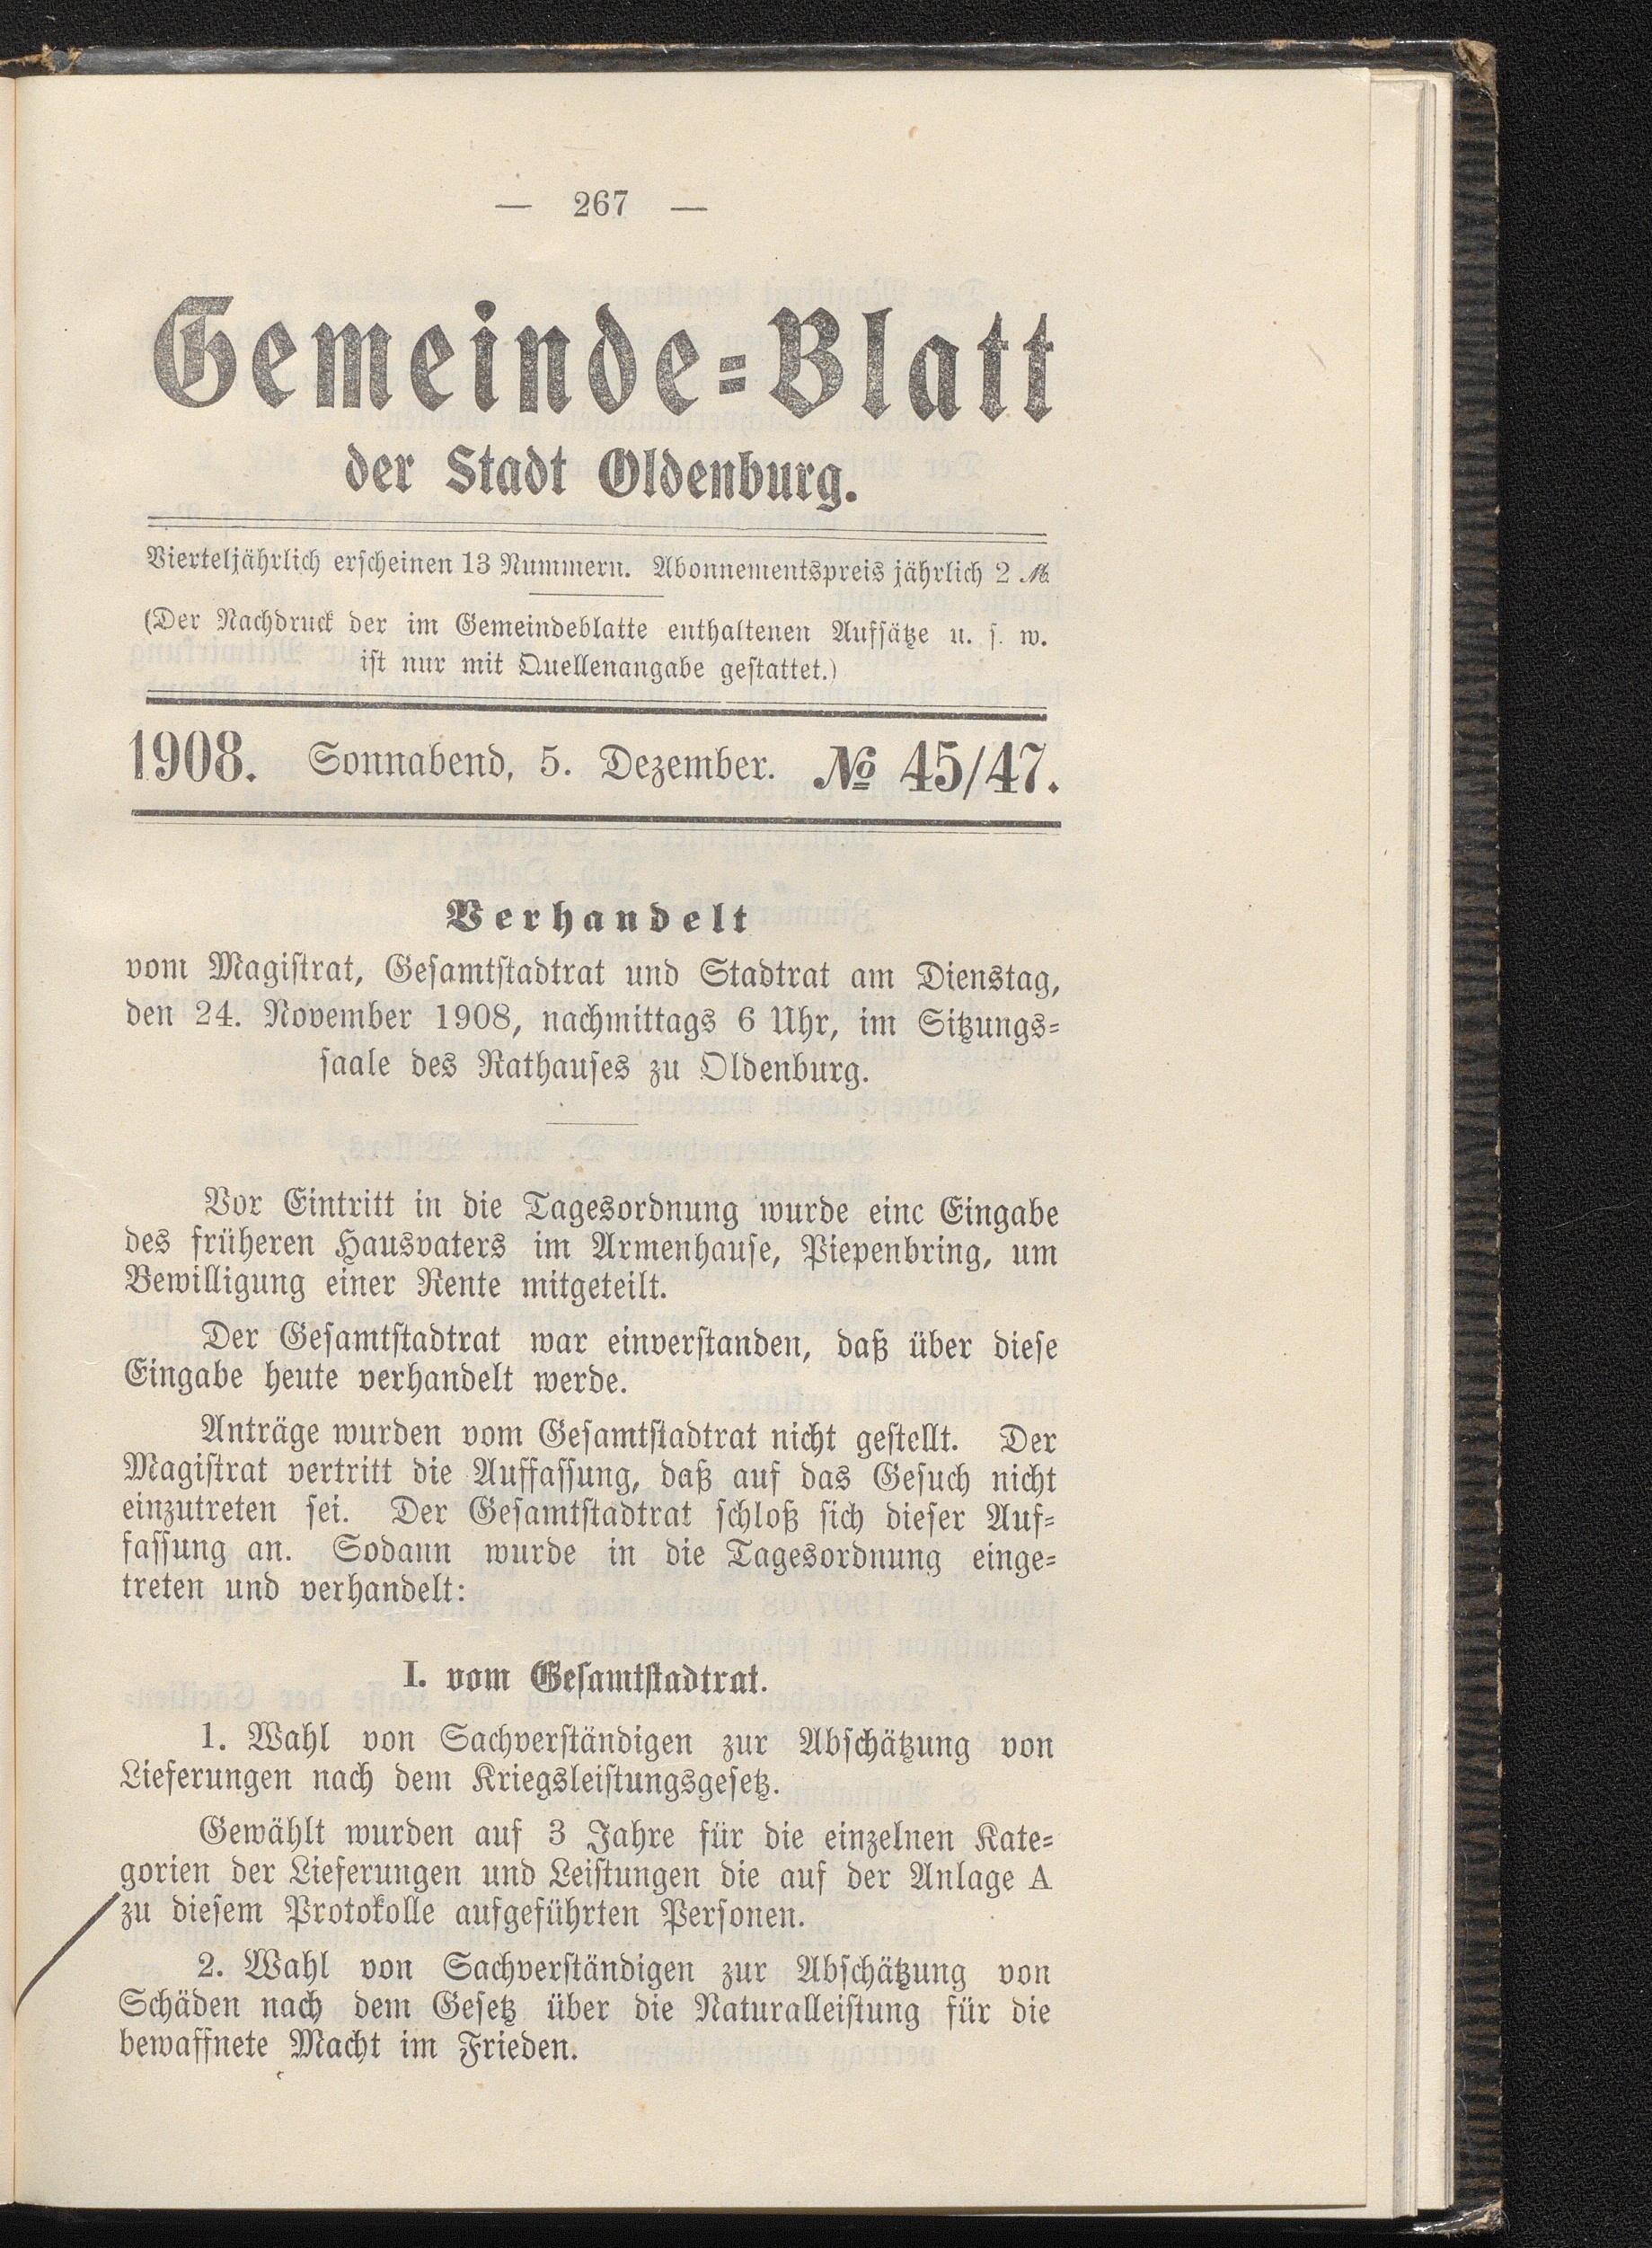 — 267 —
Gemeinde=Blatt
der Stadt Oldenburg.
Vierteljährlich erscheinen 13 Nummern. Abonnementspreis jährlich 2 ℳ
(Der Nachdruck der im Gemeindeblatte enthaltenen Aufsätze u. s. w.
ist nur mit Quellenangabe gestattet.)
1908. Sonnabend, 5. Dezember. № 45/47.
Verhandelt
vom Magistrat, Gesamtstadtrat und Stadtrat am Dienstag,
den 24. November 1908, nachmittags 6 Uhr, im Sitzungs=
saale des Rathauses zu Oldenburg.
Vor Eintritt in die Tagesordnung wurde einc Eingabe
des früheren Hausvaters im Armenhause, Piepenbring, um
Bewilligung einer Rente mitgeteilt.
Der Gesamtstadtrat war einverstanden, daß über diese
Eingabe heute verhandelt werde.
Anträge wurden vom Gesamtstadtrat nicht gestellt. Der
Magistrat vertritt die Auffassung, daß auf das Gesuch nicht
einzutreten sei. Der Gesamtstadtrat schloß sich dieser Auf=
fassung an. Sodann wurde in die Tagesordnung einge=
treten und verhandelt:
I. vom Gesamtstadtrat.
1. Wahl von Sachverständigen zur Abschätzung von
Lieferungen nach dem Kriegsleistungsgesetz.
Gewählt wurden auf 3 Jahre für die einzelnen Kate=
gorien der Lieferungen und Leistungen die auf der Anlage A
zu diesem Protokolle aufgeführten Personen.
2. Wahl von Sachverständigen zur Abschätzung von
Schäden nach dem Gesetz über die Naturalleistung für die
bewaffnete Macht im Frieden.